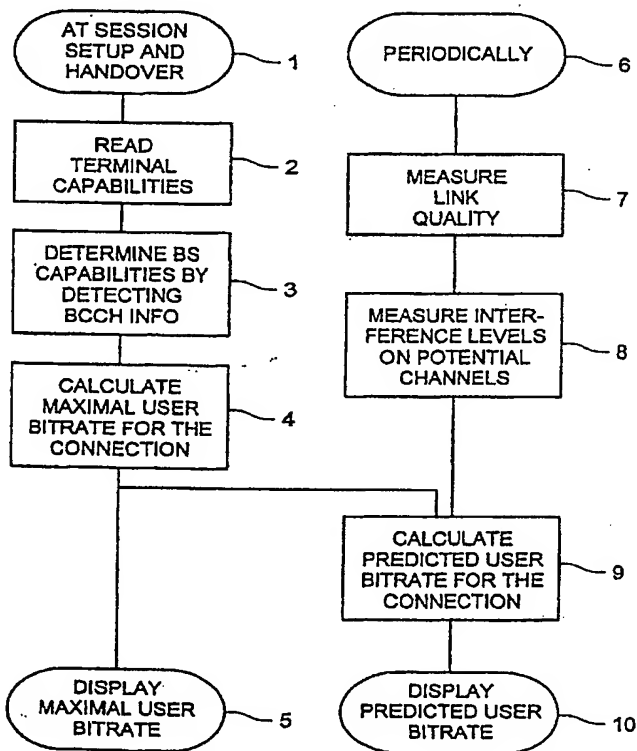 AT SESSION
SETUP AND
HANDOVER
1
READ
TERMINAL
CAPABILITIES
2
DETERMINE BS
CAPABILITIES BY
DETECTING
BCCH INFO
3
CALCULATE
MAXIMAL USER
BITRATE FOR THE
CONNECTION
4
DISPLAY
MAXIMAL USER
BITRATE
5
PERIODICALLY
6
MEASURE
LINK
QUALITY
7
MEASURE INTER-
FERENCE LEVELS
ON POTENTIAL
CHANNELS
8
CALCULATE
PREDICTED USER
BITRATE FOR THE
CONNECTION
9
DISPLAY
PREDICTED USER
BITRATE
10